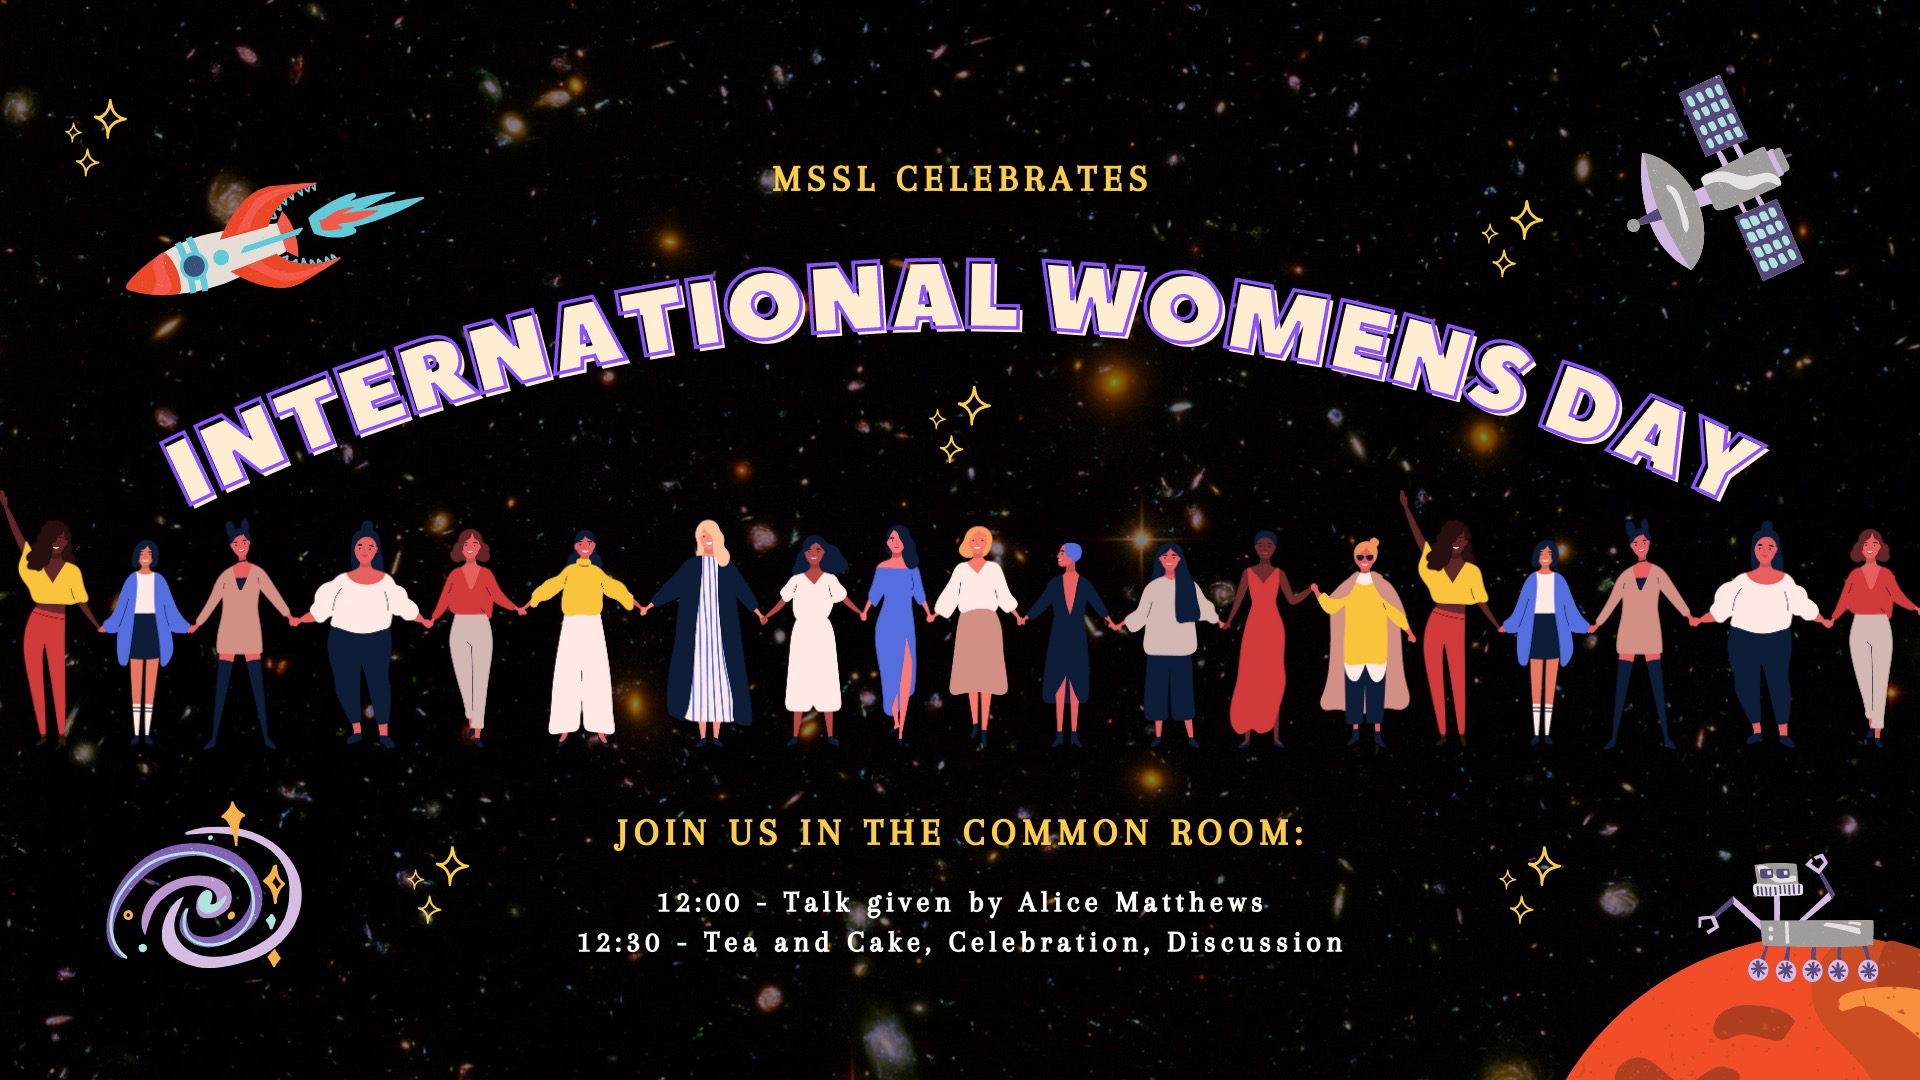 MSSL CELEBRATES
INTERNATIONAL WOMENS DAY
JOIN US IN THE COMMON ROOM:
12:00 - Talk given by Alice Matthews
12:30 - Tea and Cake, Celebration, Discussion